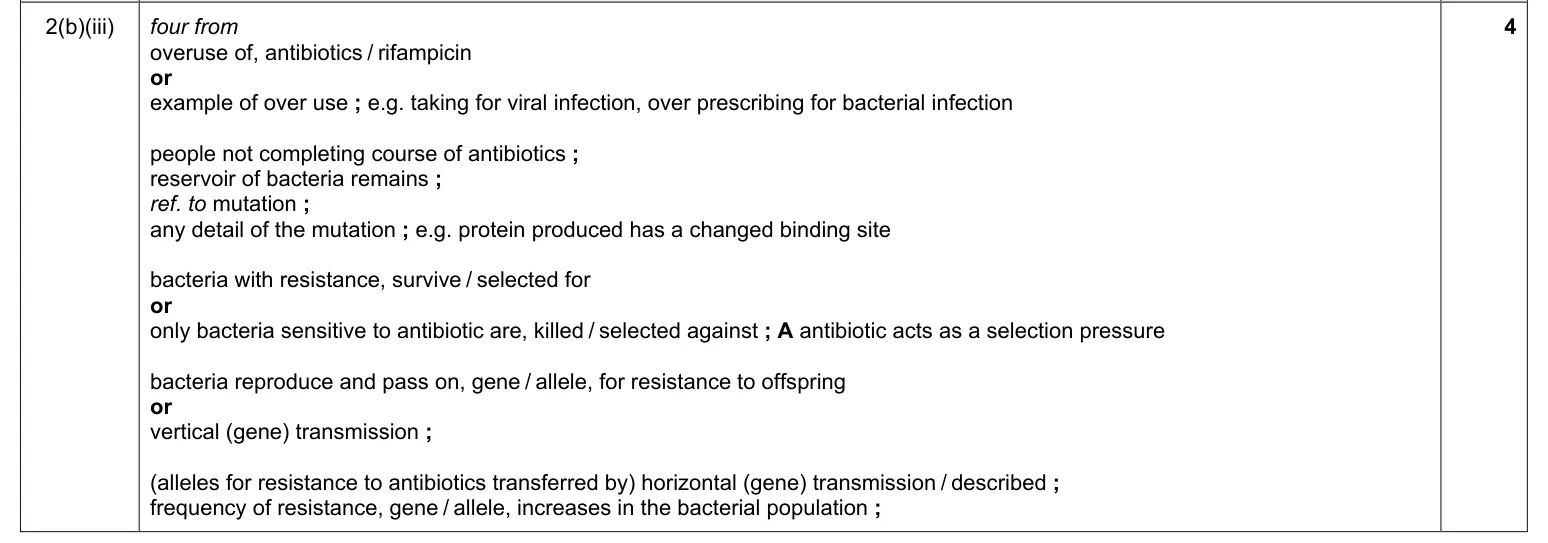 2(b)(iii)
four from
4
overuse of, antibiotics / rifampicin
or
example of over use ; e.g. taking for viral infection, over prescribing for bacterial infection
people not completing course of antibiotics ;
reservoir of bacteria remains ;
ref. to mutation ;
any detail of the mutation ; e.g. protein produced has a changed binding site
bacteria with resistance, survive / selected for
or
only bacteria sensitive to antibiotic are, killed / selected against ; A antibiotic acts as a selection pressure
bacteria reproduce and pass on, gene / allele, for resistance to offspring
or
vertical (gene) transmission ;
(alleles for resistance to antibiotics transferred by) horizontal (gene) transmission / described ;
frequency of resistance, gene / allele, increases in the bacterial population ;